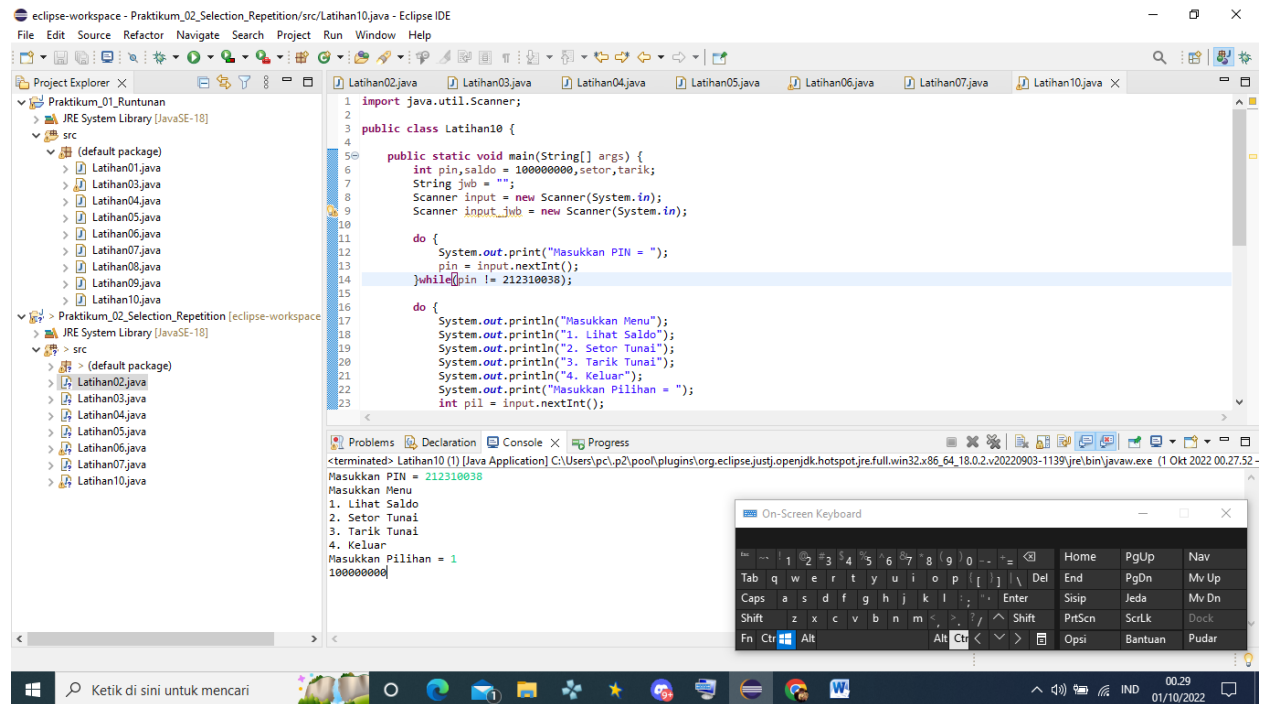 eclipse-workspace - Praktikum_02_Selection_Repetition/src/Latihan10.java - Eclipse IDE
File Edit Source Refactor Navigate Search Project Run Window Help
Project Explorer
Praktikum_01_Runtunan
JRE System Library [JavaSE-18]
src
(default package)
Latihan01.java
Latihan03.java
Latihan04.java
Latihan05.java
Latihan06.java
Latihan07.java
Latihan08.java
Latihan09.java
Latihan10.java
> Praktikum_02_Selection_Repetition [eclipse-workspace
JRE System Library [JavaSE-18]
> src
> (default package)
Latihan02.java
Latihan03.java
Latihan04.java
Latihan05.java
Latihan06.java
Latihan07.java
Latihan10.java
Latihan02.java Latihan03.java Latihan04.java Latihan05.java Latihan06.java Latihan07.java Latihan10.java
1 import java.util.Scanner;
2
3 public class Latihan10 {
4
5 public static void main(String[] args) {
6 int pin,saldo = 100000000,setor,tarik;
7 String jwb = "";
8 Scanner input = new Scanner(System.in);
9 Scanner input_jwb = new Scanner(System.in);
10
11 do {
12 System.out.print("Masukkan PIN = ");
13 pin = input.nextInt();
14 }while(pin != 212310038);
15
16 do {
17 System.out.println("Masukkan Menu");
18 System.out.println("1. Lihat Saldo");
19 System.out.println("2. Setor Tunai");
20 System.out.println("3. Tarik Tunai");
21 System.out.println("4. Keluar");
22 System.out.print("Masukkan Pilihan = ");
23 int pil = input.nextInt();
Problems Declaration Console Progress
<terminated> Latihan10 (1) [Java Application] C:\Users\pc\.p2\pool\plugins\org.eclipse.justj.openjdk.hotspot.jre.full.win32.x86_64_18.0.2.v20220903-1139\jre\bin\javaw.exe (1 Okt 2022 00.27.52 –
Masukkan PIN = 212310038
Masukkan Menu
1. Lihat Saldo
2. Setor Tunai
3. Tarik Tunai
4. Keluar
Masukkan Pilihan = 1
100000000
On-Screen Keyboard
Esc ~ ` ! 1 @ 2 # 3 $ 4 % 5 ^ 6 & 7 * 8 ( 9 ) 0 _ - + = Home PgUp Nav
Tab q w e r t y u i o p { [ } ] | \ Del End PgDn Mv Up
Caps a s d f g h j k l : ; " ' Enter Sisip Jeda Mv Dn
Shift z x c v b n m < , > . ? / Shift PrtScn ScrLk Dock
Fn Ctr Alt Alt Ctr Opsi Bantuan Pudar
Ketik di sini untuk mencari
IND
00.29
01/10/2022